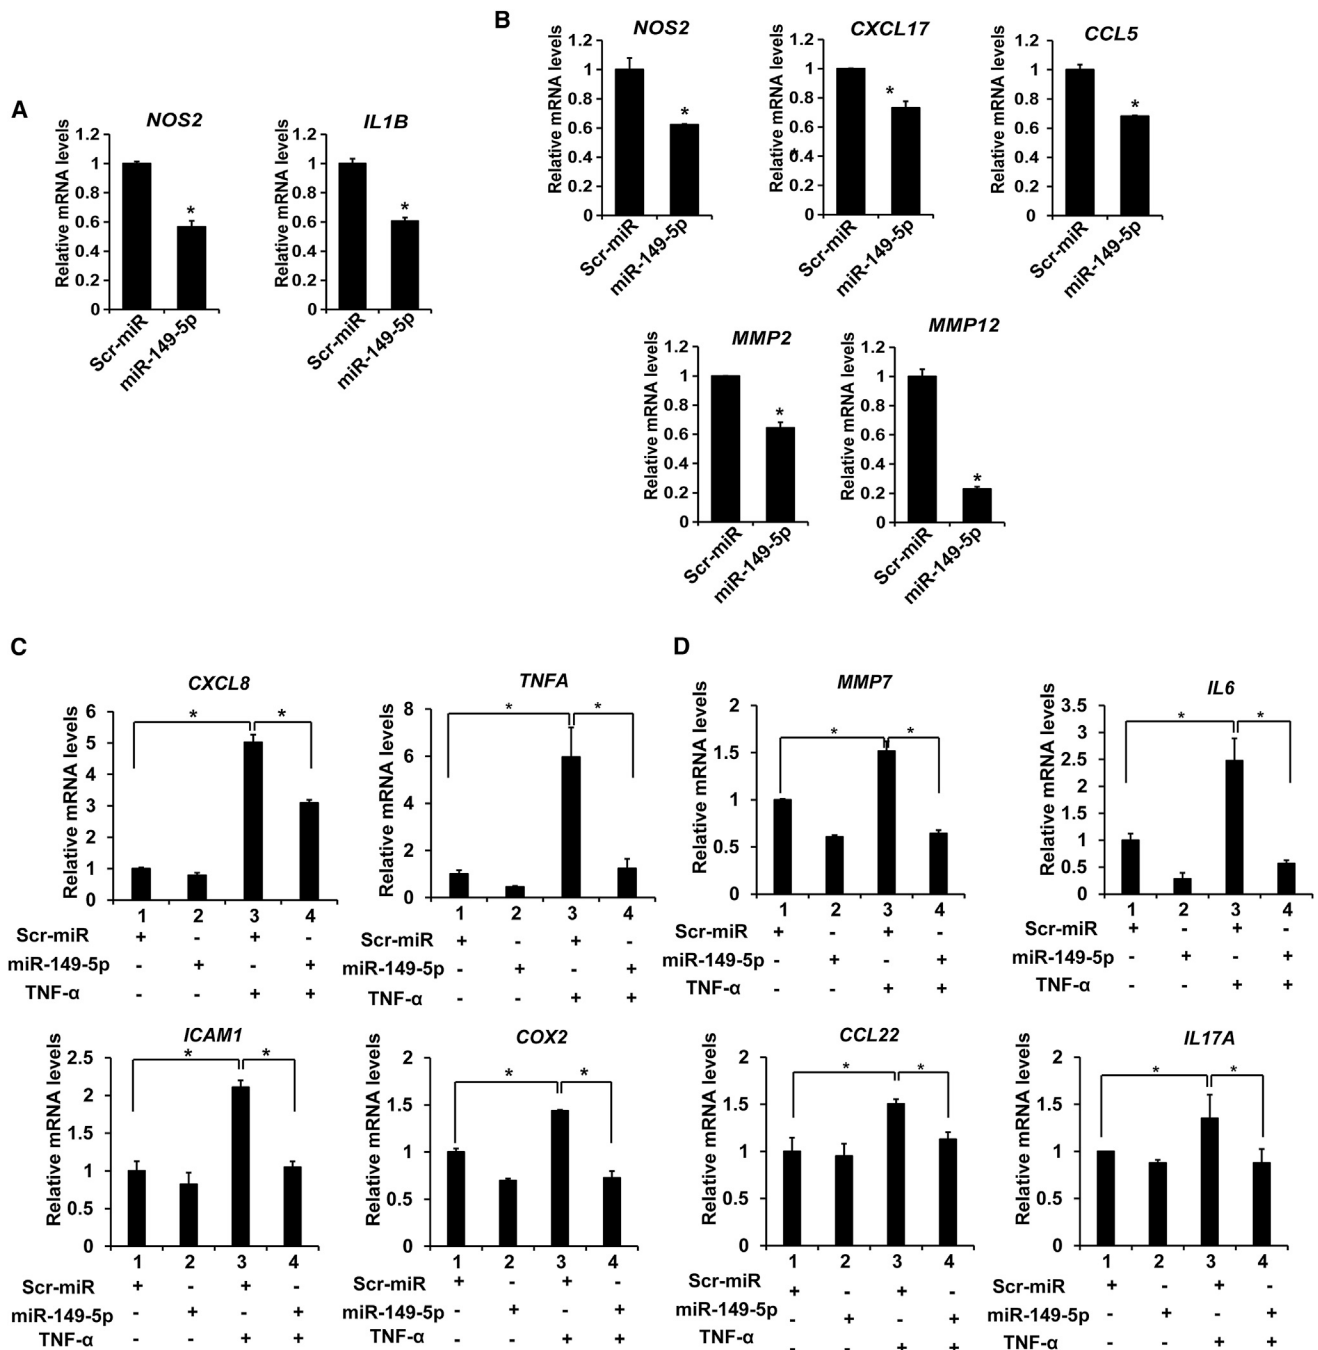 A
NOS2
Relative mRNA levels
1.2
1
0.8
0.6
0.4
0.2
0
*
Scr-miR
miR-149-5p
IL1B
Relative mRNA levels
1.2
1
0.8
0.6
0.4
0.2
0
*
Scr-miR
miR-149-5p
B
NOS2
Relative mRNA levels
1.2
1
0.8
0.6
0.4
0.2
0
*
Scr-miR
miR-149-5p
CXCL17
Relative mRNA levels
1.2
1
0.8
0.6
0.4
0.2
0
*
*
Scr-miR
miR-149-5p
CCL5
Relative mRNA levels
1.2
1
0.8
0.6
0.4
0.2
0
*
Scr-miR
miR-149-5p
MMP2
Relative mRNA levels
1.2
1
0.8
0.6
0.4
0.2
0
*
Scr-miR
miR-149-5p
MMP12
Relative mRNA levels
1.2
1
0.8
0.6
0.4
0.2
0
*
Scr-miR
miR-149-5p
C
CXCL8
Relative mRNA levels
6
5
4
3
2
1
0
* *
1 2 3 4
Scr-miR + - + -
miR-149-5p - + - +
TNF-α - - + +
TNFA
Relative mRNA levels
8
6
4
2
0
* *
1 2 3 4
+ - + -
- + - +
- - + +
ICAM1
Relative mRNA levels
2.5
2
1.5
1
0.5
0
* *
1 2 3 4
Scr-miR + - + -
miR-149-5p - + - +
TNF-α - - + +
COX2
Relative mRNA levels
2
1.5
1
0.5
0
* *
1 2 3 4
Scr-miR + - + -
miR-149-5p - + - +
TNF-α - - + +
D
MMP7
Relative mRNA levels
2
1.5
1
0.5
0
* *
1 2 3 4
Scr-miR + - + -
miR-149-5p - + - +
TNF-α - - + +
IL6
Relative mRNA levels
3.5
3
2.5
2
1.5
1
0.5
0
* *
1 2 3 4
Scr-miR + - + -
miR-149-5p - + - +
TNF-α - - + +
CCL22
Relative mRNA levels
2
1.5
1
0.5
0
* *
1 2 3 4
Scr-miR + - + -
miR-149-5p - + - +
TNF-α - - + +
IL17A
Relative mRNA levels
2
1.5
1
0.5
0
* *
1 2 3 4
Scr-miR + - + -
miR-149-5p - + - +
TNF-α - - + +